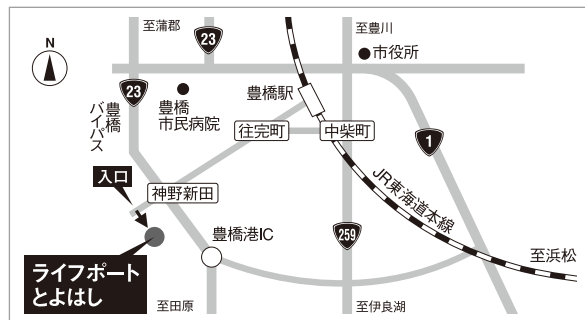 至蒲郡
23
至豊川
N
市役所
23
豊橋
バイパス
豊橋
市民病院
豊橋駅
往完町
中柴町
1
入口
神野新田
JR東海道本線
豊橋港IC
259
至浜松
ライフポート
とよはし
至田原
至伊良湖